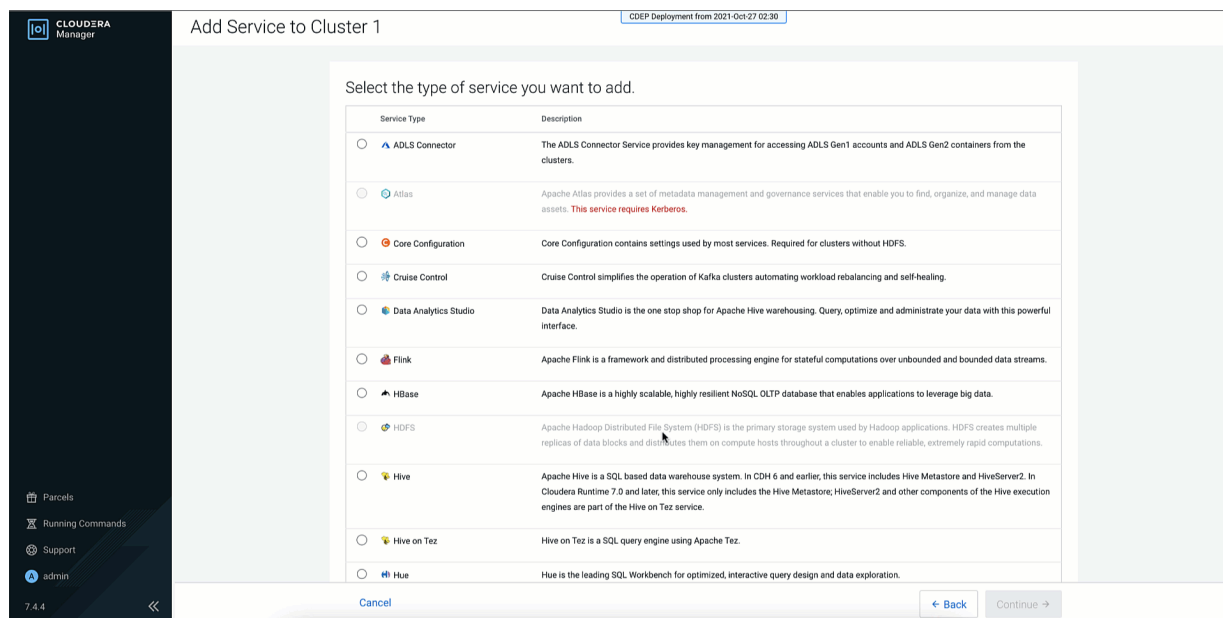 CLOUDERA
Manager
CDEP Deployment from 2021-Oct-27 02:30
Add Service to Cluster 1
Select the type of service you want to add.
Service Type Description
ADLS Connector The ADLS Connector Service provides key management for accessing ADLS Gen1 accounts and ADLS Gen2 containers from the
clusters.
Atlas Apache Atlas provides a set of metadata management and governance services that enable you to find, organize, and manage data
assets. This service requires Kerberos.
Core Configuration Core Configuration contains settings used by most services. Required for clusters without HDFS.
Cruise Control Cruise Control simplifies the operation of Kafka clusters automating workload rebalancing and self-healing.
Data Analytics Studio Data Analytics Studio is the one stop shop for Apache Hive warehousing. Query, optimize and administrate your data with this powerful
interface.
Flink Apache Flink is a framework and distributed processing engine for stateful computations over unbounded and bounded data streams.
HBase Apache HBase is a highly scalable, highly resilient NoSQL OLTP database that enables applications to leverage big data.
HDFS Apache Hadoop Distributed File System (HDFS) is the primary storage system used by Hadoop applications. HDFS creates multiple
replicas of data blocks and distributes them on compute hosts throughout a cluster to enable reliable, extremely rapid computations.
Hive Apache Hive is a SQL based data warehouse system. In CDH 6 and earlier, this service includes Hive Metastore and HiveServer2. In
Cloudera Runtime 7.0 and later, this service only includes the Hive Metastore; HiveServer2 and other components of the Hive execution
engines are part of the Hive on Tez service.
Hive on Tez Hive on Tez is a SQL query engine using Apache Tez.
Hue Hue is the leading SQL Workbench for optimized, interactive query design and data exploration.
Parcels
Running Commands
Support
A admin
7.4.4
Cancel
← Back
Continue →